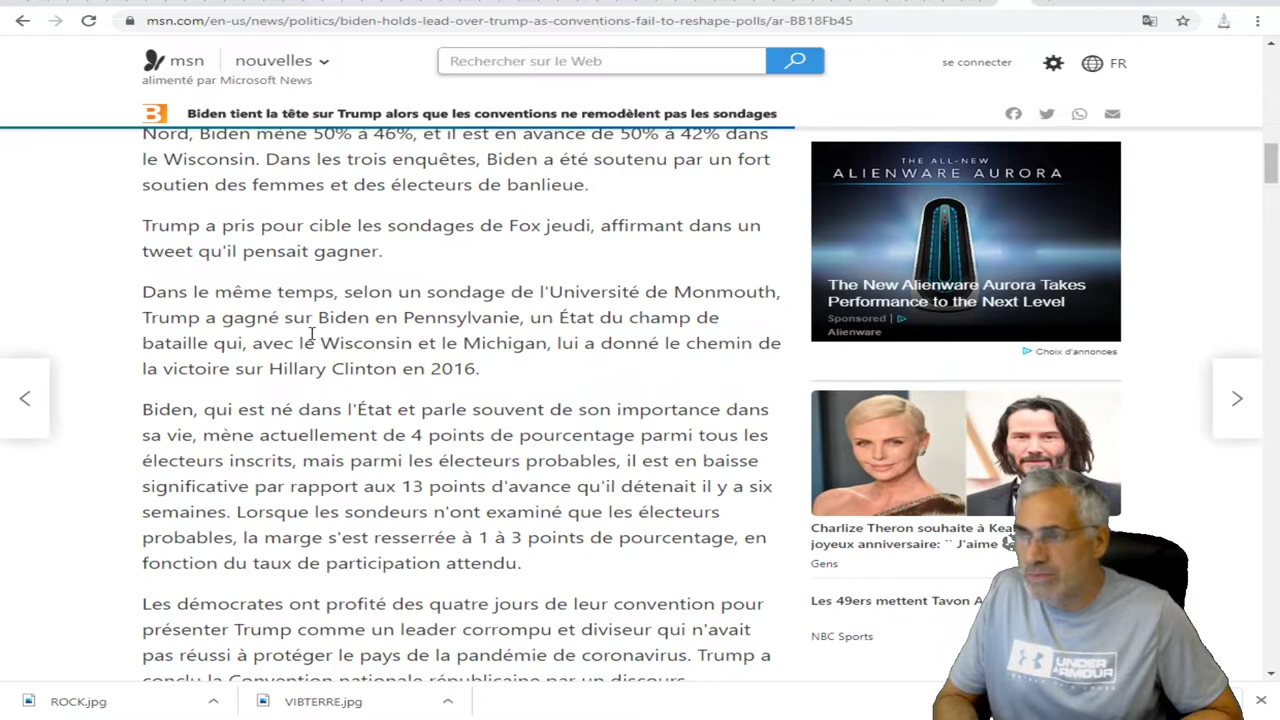 msn.com/en-us/news/politics/biden-holds-lead-over-trump-as-conventions-fail-to-reshape-polls/ar-BB18Fb45
msn
nouvelles
Rechercher sur le Web
se connecter
FR
alimenté par Microsoft News
Biden tient la tête sur Trump alors que les conventions ne remodèlent pas les sondages
Nord, Biden mène 50% à 46%, et il est en avance de 50% à 42% dans
le Wisconsin. Dans les trois enquêtes, Biden a été soutenu par un fort
soutien des femmes et des électeurs de banlieue.
Trump a pris pour cible les sondages de Fox jeudi, affirmant dans un
tweet qu'il pensait gagner.
Dans le même temps, selon un sondage de l'Université de Monmouth,
Trump a gagné sur Biden en Pennsylvanie, un État du champ de
bataille qui, avec le Wisconsin et le Michigan, lui a donné le chemin de
la victoire sur Hillary Clinton en 2016.
Biden, qui est né dans l'État et parle souvent de son importance dans
sa vie, mène actuellement de 4 points de pourcentage parmi tous les
électeurs inscrits, mais parmi les électeurs probables, il est en baisse
significative par rapport aux 13 points d'avance qu'il détenait il y a six
semaines. Lorsque les sondeurs n'ont examiné que les électeurs
probables, la marge s'est resserrée à 1 à 3 points de pourcentage, en
fonction du taux de participation attendu.
Les démocrates ont profité des quatre jours de leur convention pour
présenter Trump comme un leader corrompu et diviseur qui n'avait
pas réussi à protéger le pays de la pandémie de coronavirus. Trump a
conclu la Convention nationale républicaine par un discours
THE ALL-NEW
ALIENWARE AURORA
The New Alienware Aurora Takes
Performance to the Next Level
Sponsored
Alienware
Choix d'annonces
Charlize Theron souhaite à
joyeux anniversaire: `` J'aime
Gens
Les 49ers mettent Tavon
NBC Sports
UNDER
ARMOUR
ROCK.jpg
VIBTERRE.jpg